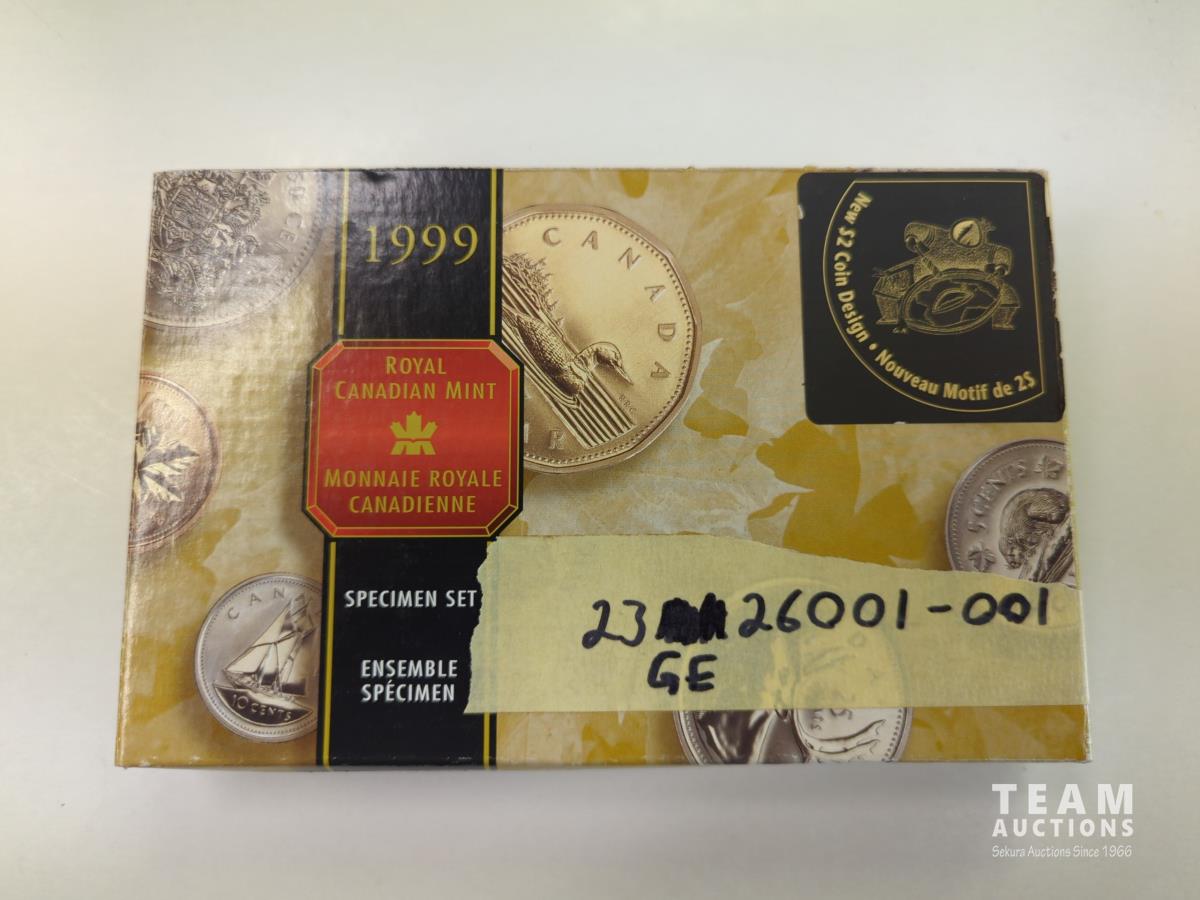 1999
ROYAL
CANADIAN MINT
MONNAIE ROYALE
CANADIENNE
SPECIMEN SET
ENSEMBLE
SPÉCIMEN
CANADA
New $2 Coin Design • Nouveau Motif de 2$
5 CENTS
10 CENTS
23 26001-001
GE
TEAM
AUCTIONS
Sekura Auctions Since 1966